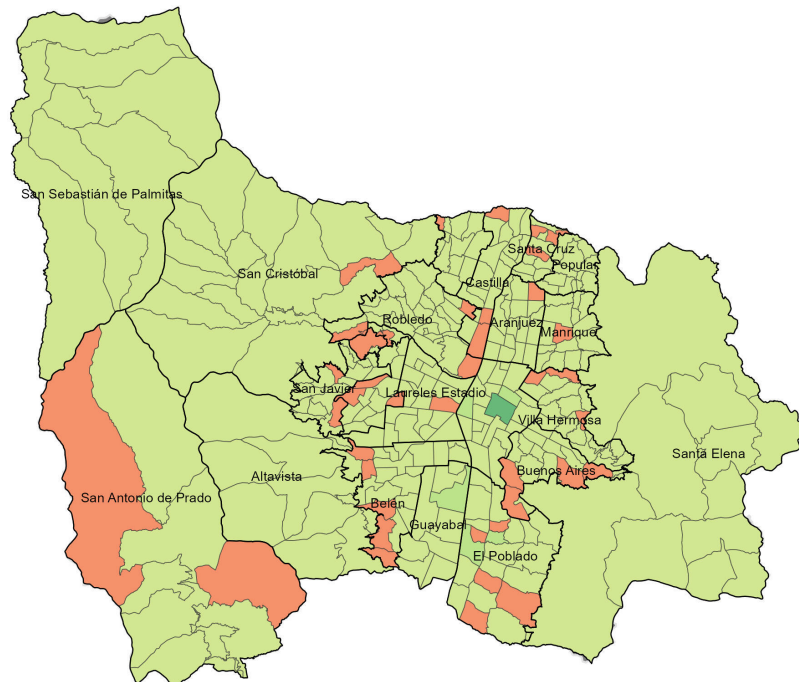 San Sebastián de Palmitas
Santa Cruz
Popular
San Cristóbal
Castilla
Robledo
Aranjuez
Manrique
San Javier
Laureles Estadio
Villa Hermosa
Santa Elena
Buenos Aires
Altavista
San Antonio de Prado
Belén
Guayabal
El Poblado